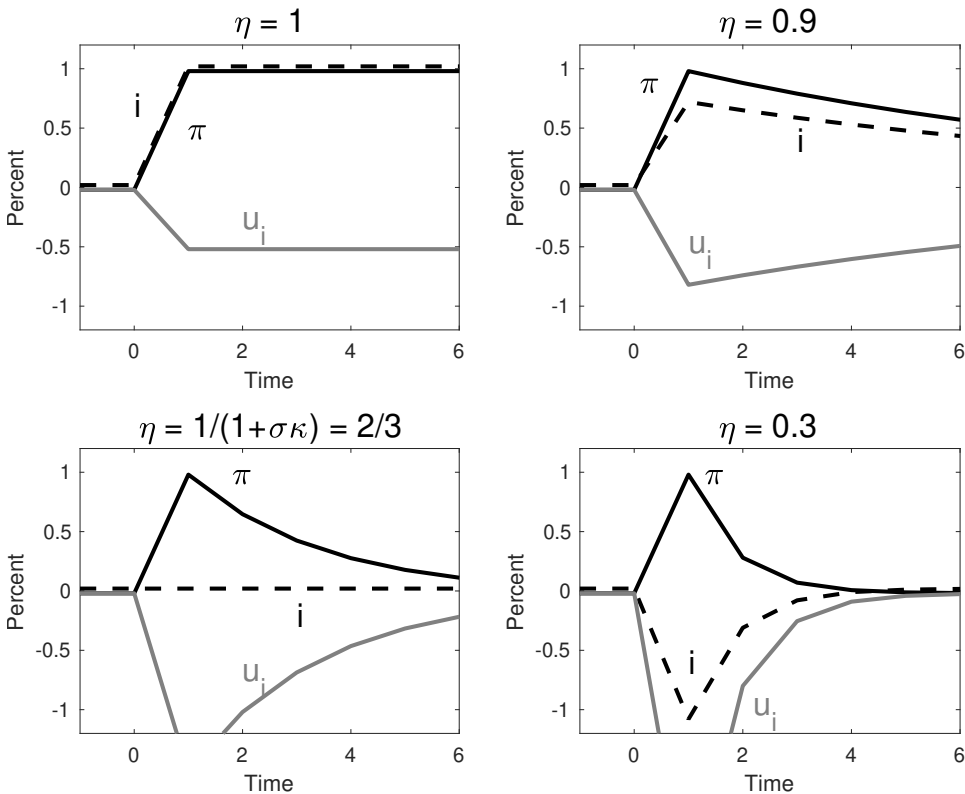 η = 1
1
0.5
0
-0.5
-1
Percent
i
π
u_i
0 2 4 6
Time
η = 0.9
1
0.5
0
-0.5
-1
Percent
π
i
u_i
0 2 4 6
Time
η = 1/(1+σκ) = 2/3
1
0.5
0
-0.5
-1
Percent
π
i
u_i
0 2 4 6
Time
η = 0.3
1
0.5
0
-0.5
-1
Percent
π
i
u_i
0 2 4 6
Time